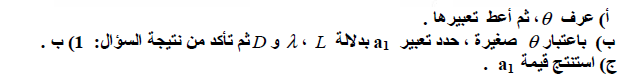 أ) عرف θ، ثم أعط تعبيرها .
ب) باعتبار θ صغيرة ، حدد تعبير a₁ بدلالة L ، λ و D ثم تأكد من نتيجة السؤال: 1) ب .
ج) استنتج قيمة a₁ .